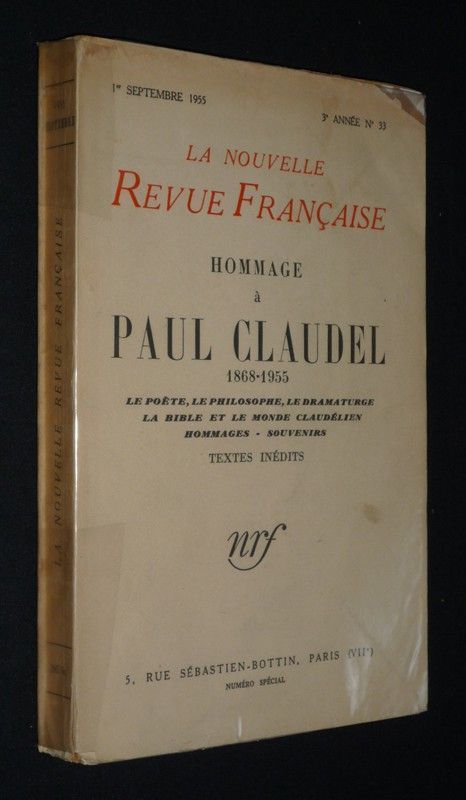 1er SEPTEMBRE 1955
3e ANNÉE N° 33
LA NOUVELLE
REVUE FRANÇAISE
HOMMAGE
à
PAUL CLAUDEL
1868-1955
LE POÈTE, LE PHILOSOPHE, LE DRAMATURGE
LA BIBLE ET LE MONDE CLAUDÉLIEN
HOMMAGES - SOUVENIRS
TEXTES INÉDITS
nrf
5, RUE SÉBASTIEN-BOTTIN, PARIS (VIIe)
NUMÉRO SPÉCIAL
SEPTEMBRE
LA NOUVELLE REVUE FRANÇAISE